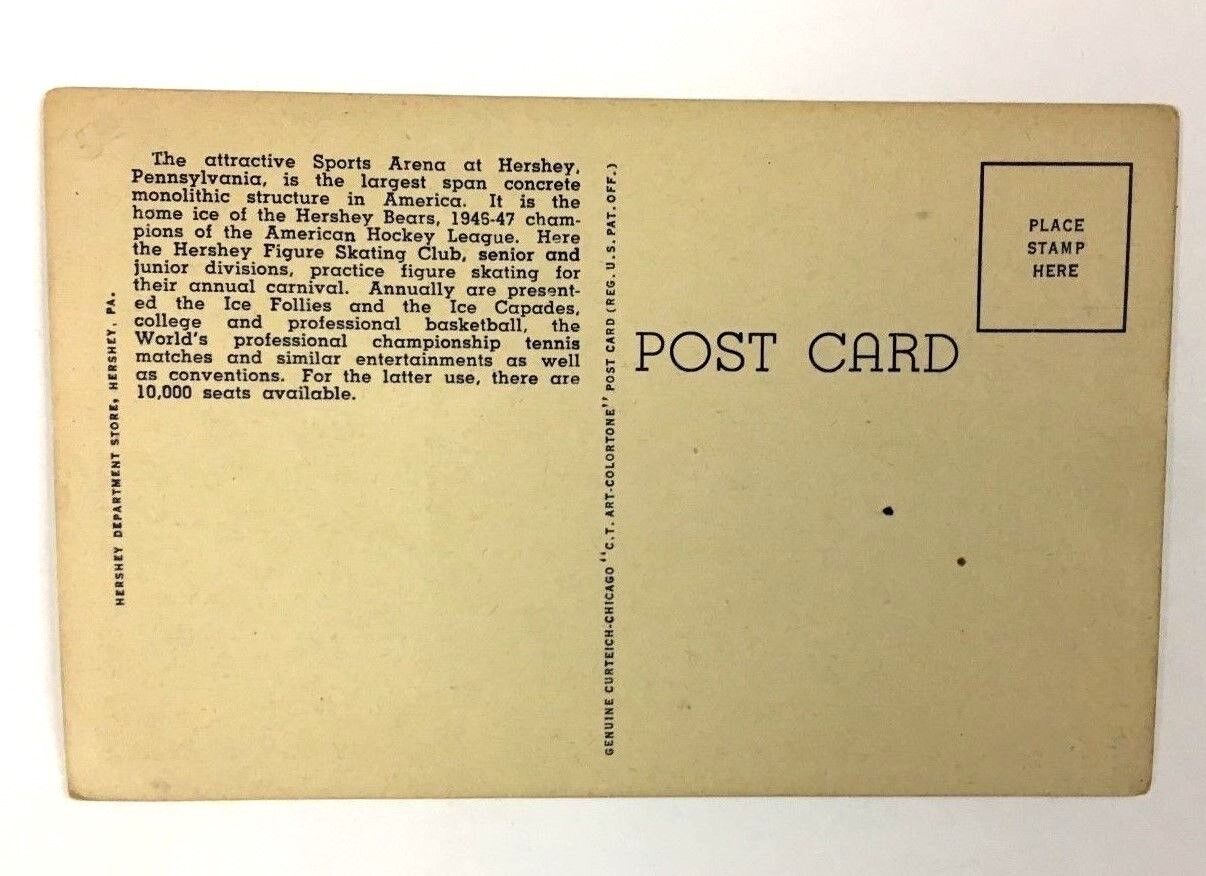 The attractive Sports Arena at Hershey,
Pennsylvania, is the largest span concrete
monolithic structure in America. It is the
home ice of the Hershey Bears, 1946-47 cham-
pions of the American Hockey League. Here
the Hershey Figure Skating Club, senior and
junior divisions, practice figure skating for
their annual carnival. Annually are present-
ed the Ice Follies and the Ice Capades,
college and professional basketball, the
World's professional championship tennis
matches and similar entertainments as well
as conventions. For the latter use, there are
10,000 seats available.
HERSHEY DEPARTMENT STORE, HERSHEY, PA.
GENUINE CURTEICH-CHICAGO "C.T. ART-COLORTONE" POST CARD (REG. U.S. PAT. OFF.)
POST CARD
PLACE
STAMP
HERE